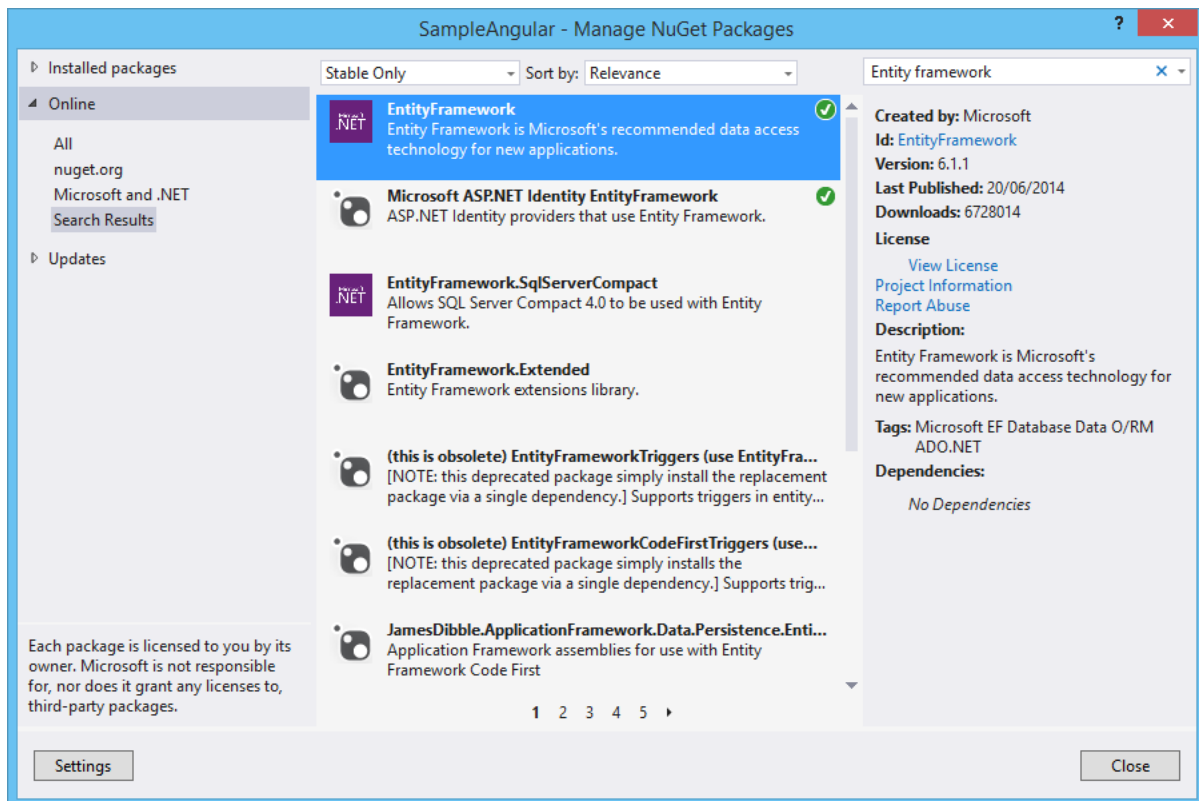 SampleAngular - Manage NuGet Packages
?
Installed packages
Online
All
nuget.org
Microsoft and .NET
Search Results
Updates
Each package is licensed to you by its
owner. Microsoft is not responsible
for, nor does it grant any licenses to,
third-party packages.
Stable Only
Sort by: Relevance
.NET
EntityFramework
Entity Framework is Microsoft's recommended data access
technology for new applications.
Microsoft ASP.NET Identity EntityFramework
ASP.NET Identity providers that use Entity Framework.
.NET
EntityFramework.SqlServerCompact
Allows SQL Server Compact 4.0 to be used with Entity
Framework.
EntityFramework.Extended
Entity Framework extensions library.
(this is obsolete) EntityFrameworkTriggers (use EntityFra...
[NOTE: this deprecated package simply install the replacement
package via a single dependency.] Supports triggers in entity...
(this is obsolete) EntityFrameworkCodeFirstTriggers (use...
[NOTE: this deprecated package simply installs the
replacement package via a single dependency.] Supports trig...
JamesDibble.ApplicationFramework.Data.Persistence.Enti...
Application Framework assemblies for use with Entity
Framework Code First
1 2 3 4 5
Entity framework
Created by: Microsoft
Id: EntityFramework
Version: 6.1.1
Last Published: 20/06/2014
Downloads: 6728014
License
View License
Project Information
Report Abuse
Description:
Entity Framework is Microsoft's
recommended data access technology for
new applications.
Tags: Microsoft EF Database Data O/RM
ADO.NET
Dependencies:
No Dependencies
Settings
Close